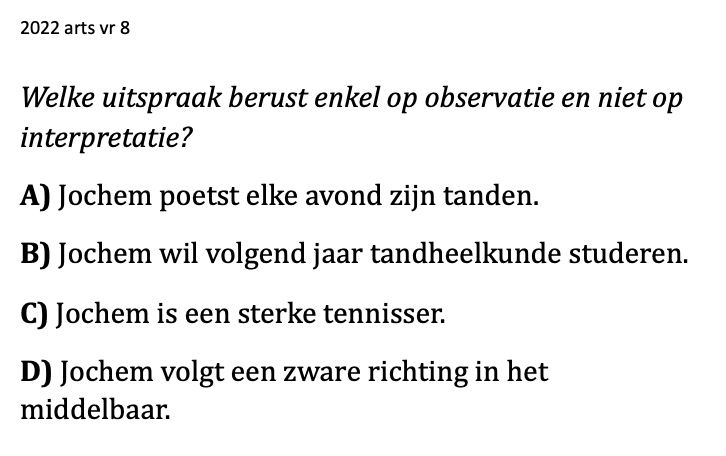 2022 arts vr 8
Welke uitspraak berust enkel op observatie en niet op
interpretatie?
A) Jochem poetst elke avond zijn tanden.
B) Jochem wil volgend jaar tandheelkunde studeren.
C) Jochem is een sterke tennisser.
D) Jochem volgt een zware richting in het
middelbaar.